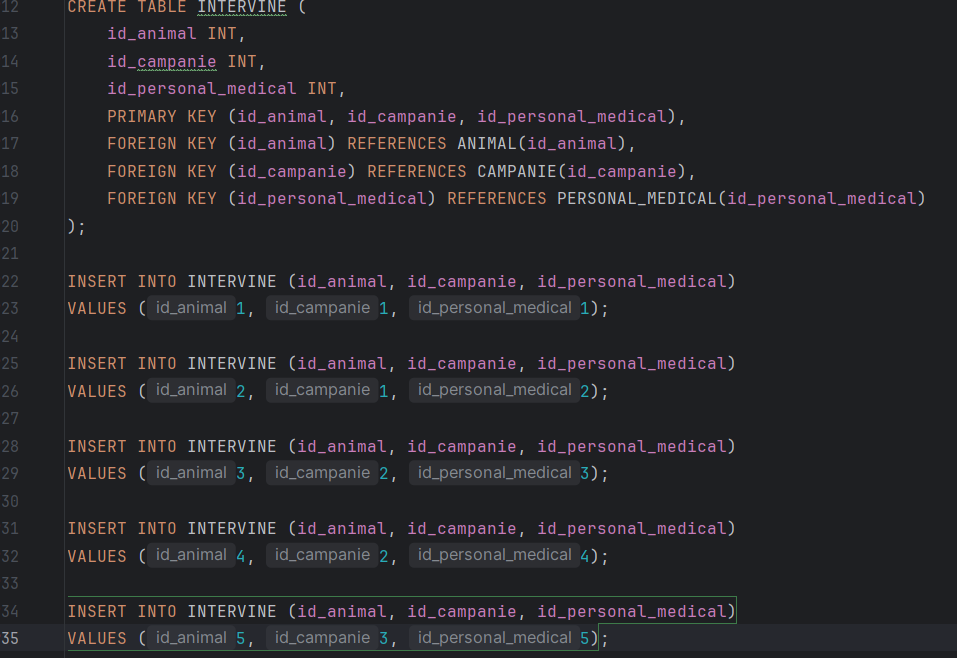 12 CREATE TABLE INTERVINE (
13 id_animal INT,
14 id_campanie INT,
15 id_personal_medical INT,
16 PRIMARY KEY (id_animal, id_campanie, id_personal_medical),
17 FOREIGN KEY (id_animal) REFERENCES ANIMAL(id_animal),
18 FOREIGN KEY (id_campanie) REFERENCES CAMPANIE(id_campanie),
19 FOREIGN KEY (id_personal_medical) REFERENCES PERSONAL_MEDICAL(id_personal_medical)
20 );
21
22 INSERT INTO INTERVINE (id_animal, id_campanie, id_personal_medical)
23 VALUES ( id_animal 1, id_campanie 1, id_personal_medical 1);
24
25 INSERT INTO INTERVINE (id_animal, id_campanie, id_personal_medical)
26 VALUES ( id_animal 2, id_campanie 1, id_personal_medical 2);
27
28 INSERT INTO INTERVINE (id_animal, id_campanie, id_personal_medical)
29 VALUES ( id_animal 3, id_campanie 2, id_personal_medical 3);
30
31 INSERT INTO INTERVINE (id_animal, id_campanie, id_personal_medical)
32 VALUES ( id_animal 4, id_campanie 2, id_personal_medical 4);
33
34 INSERT INTO INTERVINE (id_animal, id_campanie, id_personal_medical)
35 VALUES ( id_animal 5, id_campanie 3, id_personal_medical 5);